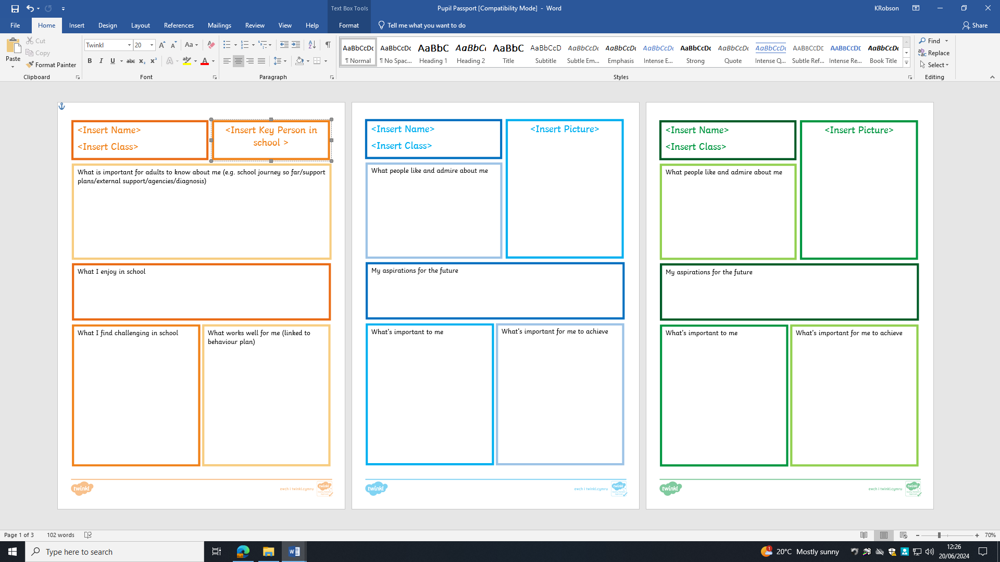 Text Box Tools
Pupil Passport [Compatibility Mode] - Word
KRobson
File Home Insert Design Layout References Mailings Review View Help Format Tell me what you want to do Share
Paste
Cut
Copy
Format Painter
Clipboard
Twinkl 20
Font
Paragraph
AaBbCcDc AaBbCcDc AaBbC AaBbC AaBbC AaBbCcD AaBbCcDc AaBbCcDc AaBbCcDc AaBbCcDc AaBbCcDc AaBbCcDc AABBCCDE AABBCCDE AaBbCcDc
¶ Normal ¶ No Spac... Heading 1 Heading 2 Title Subtitle Subtle Em... Emphasis Intense E... Strong Quote Intense Q... Subtle Ref... Intense Re... Book Title
Styles
Find
Replace
Select
Editing
<Insert Name>
<Insert Class>
<Insert Key Person in
school >
What is important for adults to know about me (e.g. school journey so far/support
plans/external support/agencies/diagnosis)
What I enjoy in school
What I find challenging in school
What works well for me (linked to
behaviour plan)
twinkl
ewch i twinkl.cymru
twinkl
<Insert Name>
<Insert Class>
<Insert Picture>
What people like and admire about me
My aspirations for the future
What's important to me
What's important for me to achieve
twinkl
ewch i twinkl.cymru
twinkl
<Insert Name>
<Insert Class>
<Insert Picture>
What people like and admire about me
My aspirations for the future
What's important to me
What's important for me to achieve
twinkl
ewch i twinkl.cymru
twinkl
Page 1 of 3 102 words
70%
Type here to search
1
20°C Mostly sunny
12:26
20/06/2024